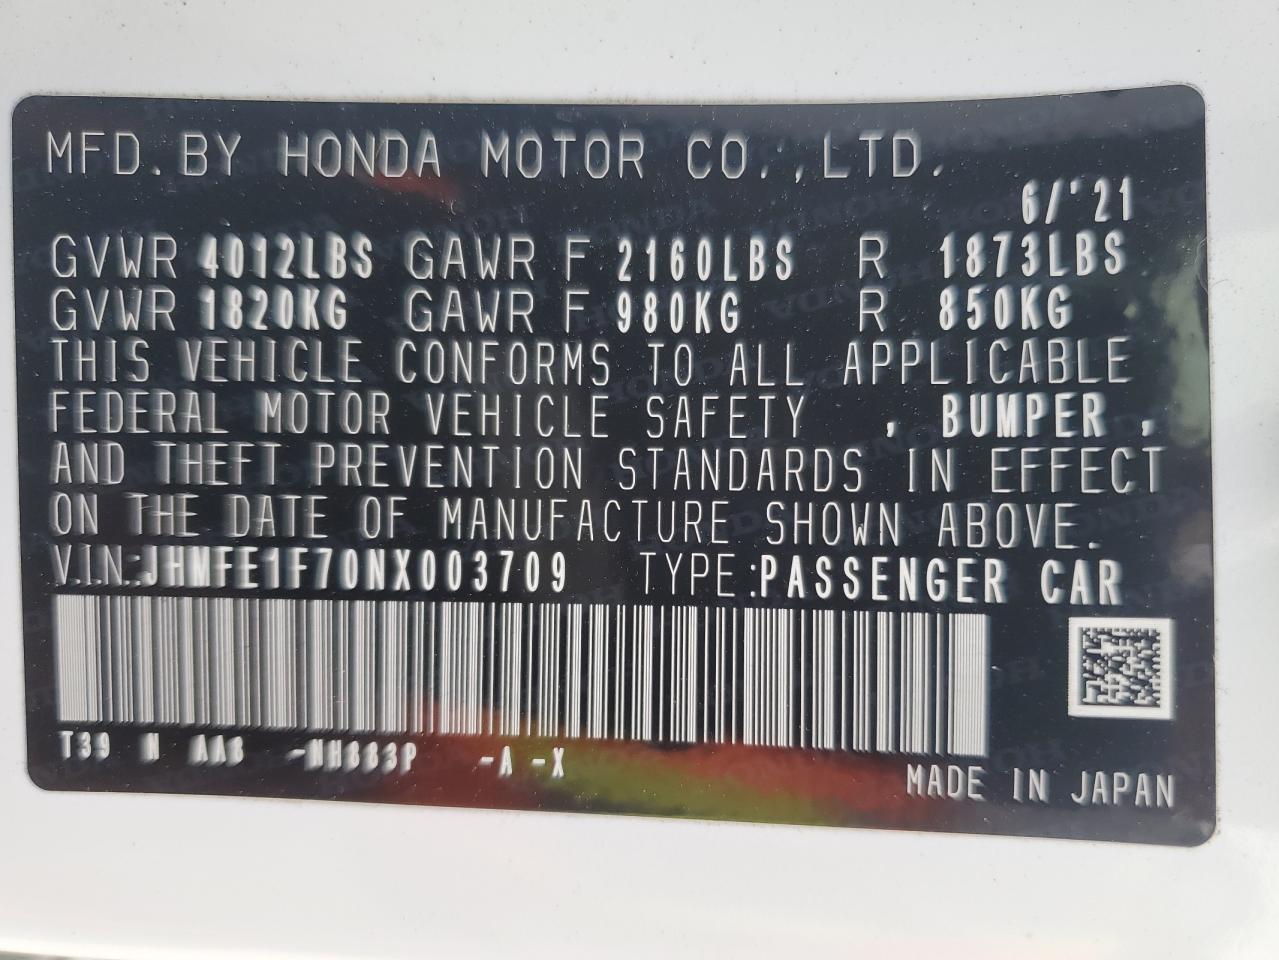 MFD. BY HONDA MOTOR CO., LTD.
6/'21
GVWR 4012LBS GAWR F 2160LBS R 1873LBS
GVWR 1820KG GAWR F 980KG R 850KG
THIS VEHICLE CONFORMS TO ALL APPLICABLE
FEDERAL MOTOR VEHICLE SAFETY , BUMPER ,
AND THEFT PREVENTION STANDARDS IN EFFECT
ON THE DATE OF MANUFACTURE SHOWN ABOVE.
V.I.N.:JHMFE1F70NX003709 TYPE:PASSENGER CAR
T39 N AA8 -NH883P -A -X
MADE IN JAPAN